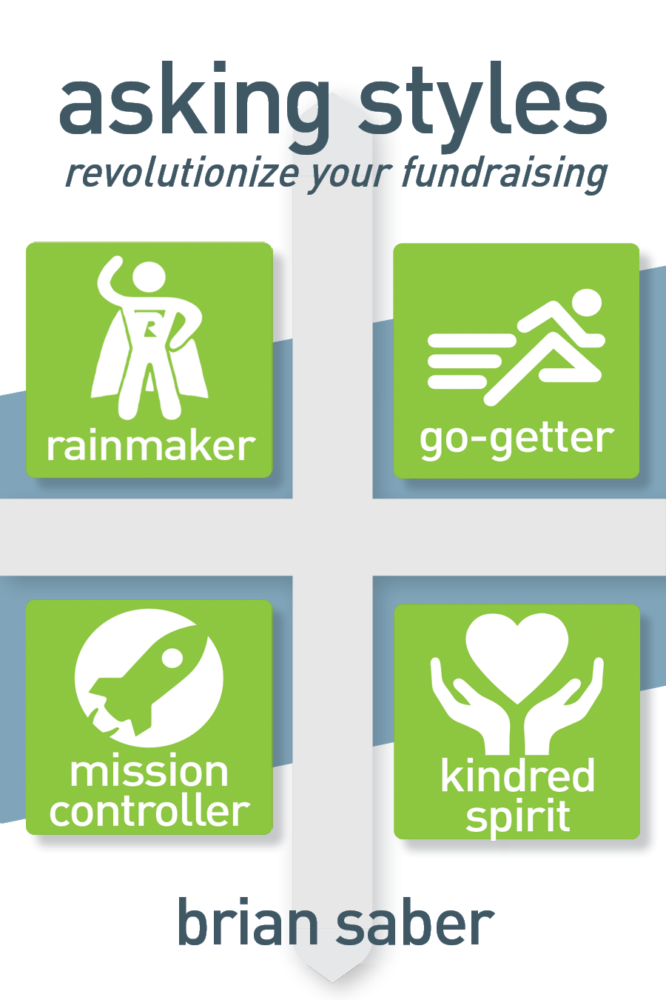 asking styles
revolutionize your fundraising
R
rainmaker
go-getter
mission
controller
kindred
spirit
brian saber